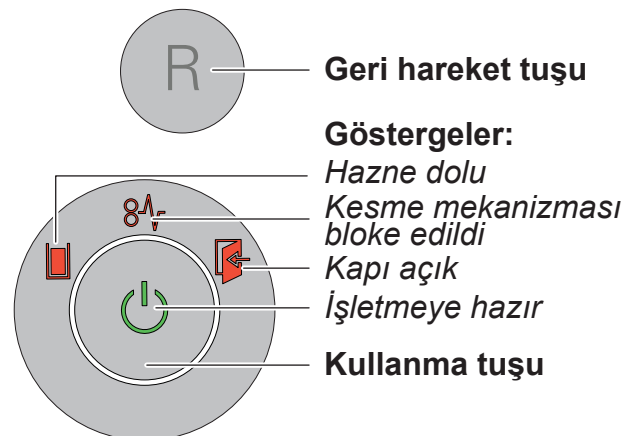 R
Geri hareket tuşu
Göstergeler:
Hazne dolu
Kesme mekanizması
bloke edildi
Kapı açık
İşletmeye hazır
Kullanma tuşu